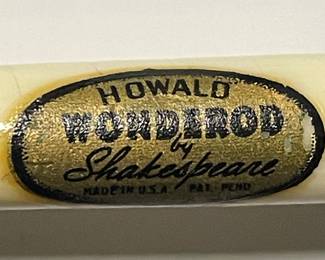 HOWALD
WONDEROD
by
Shakespeare
MADE IN U.S.A. PAT. PEND